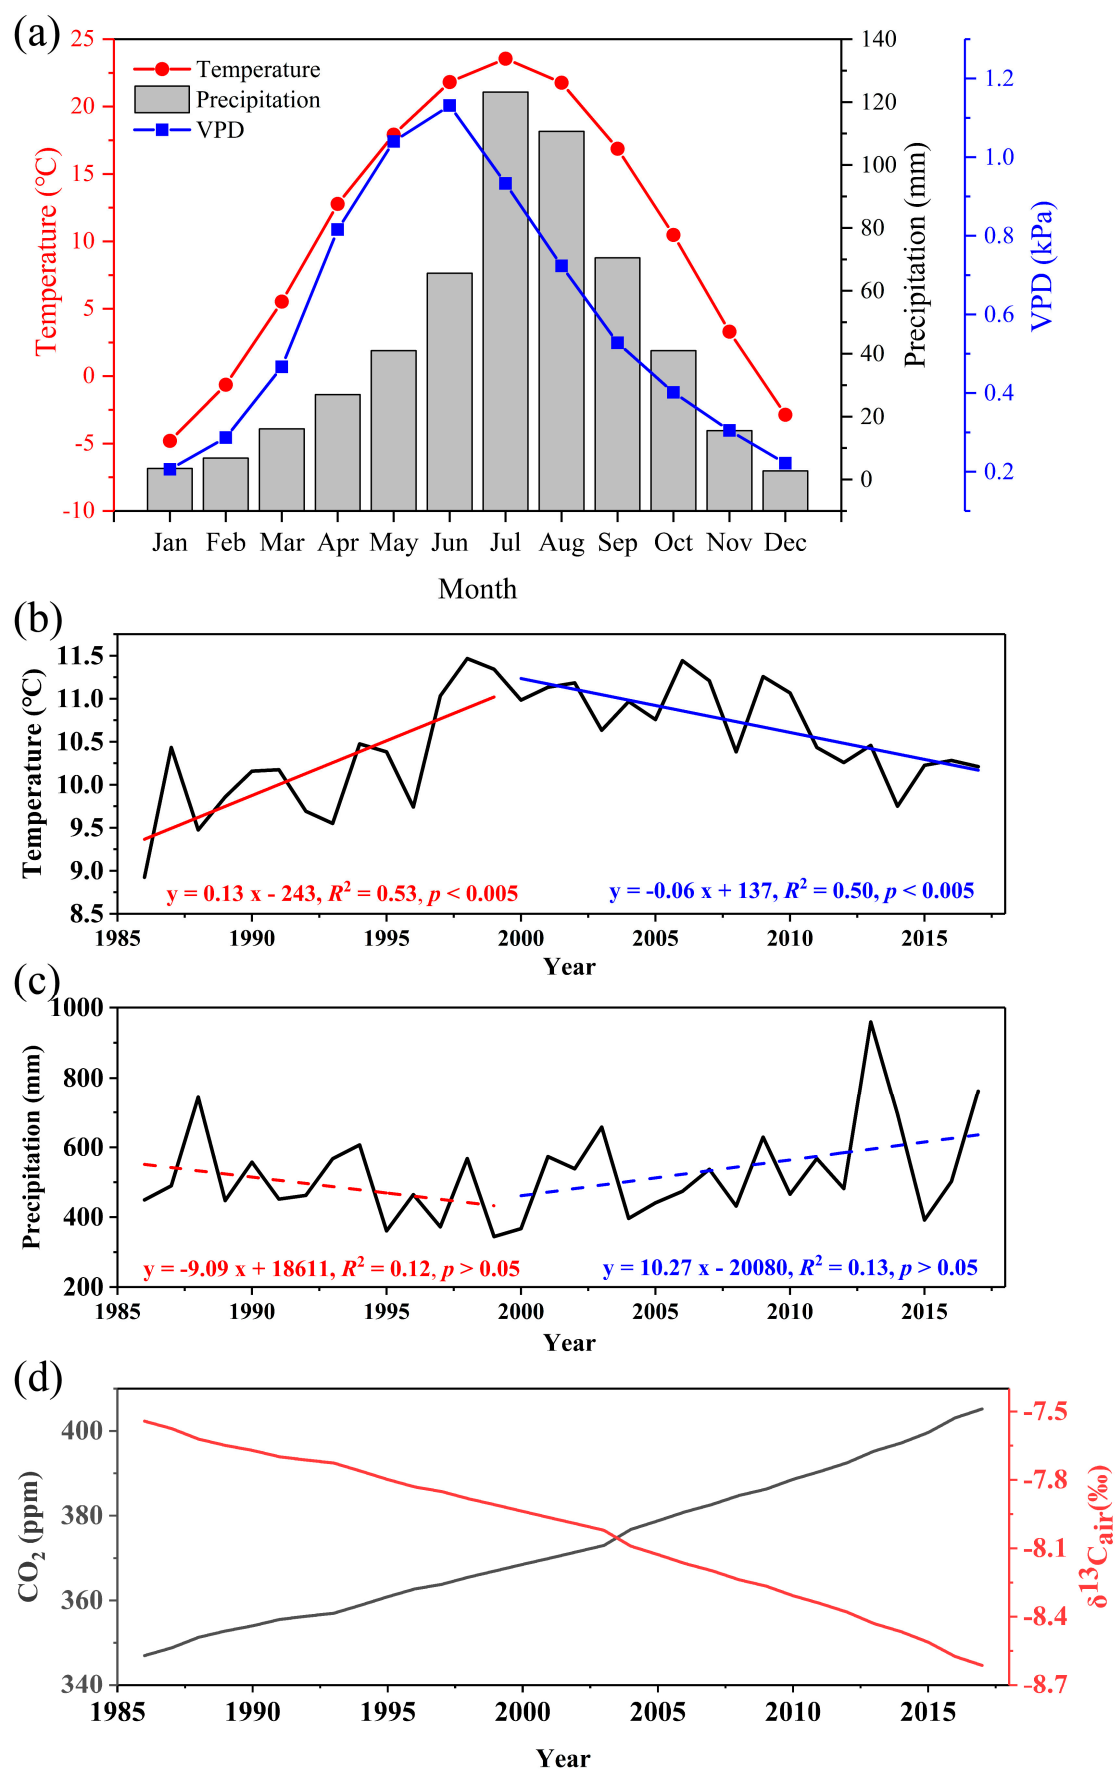 (a)
Temperature
Precipitation
VPD
25
20
15
10
5
0
-5
-10
Temperature (°C)
140
120
100
80
60
40
20
0
Precipitation (mm)
1.2
1.0
0.8
0.6
0.4
0.2
VPD (kPa)
Jan Feb Mar Apr May Jun Jul Aug Sep Oct Nov Dec
Month
(b)
11.5
11.0
10.5
10.0
9.5
9.0
8.5
Temperature (°C)
y = 0.13 x - 243, R² = 0.53, p < 0.005
y = -0.06 x + 137, R² = 0.50, p < 0.005
1985 1990 1995 2000 2005 2010 2015
Year
(c)
1000
800
600
400
200
Precipitation (mm)
y = -9.09 x + 18611, R² = 0.12, p > 0.05
y = 10.27 x - 20080, R² = 0.13, p > 0.05
1985 1990 1995 2000 2005 2010 2015
Year
(d)
400
380
360
340
CO₂ (ppm)
-7.5
-7.8
-8.1
-8.4
-8.7
δ¹³Cair(‰)
1985 1990 1995 2000 2005 2010 2015
Year